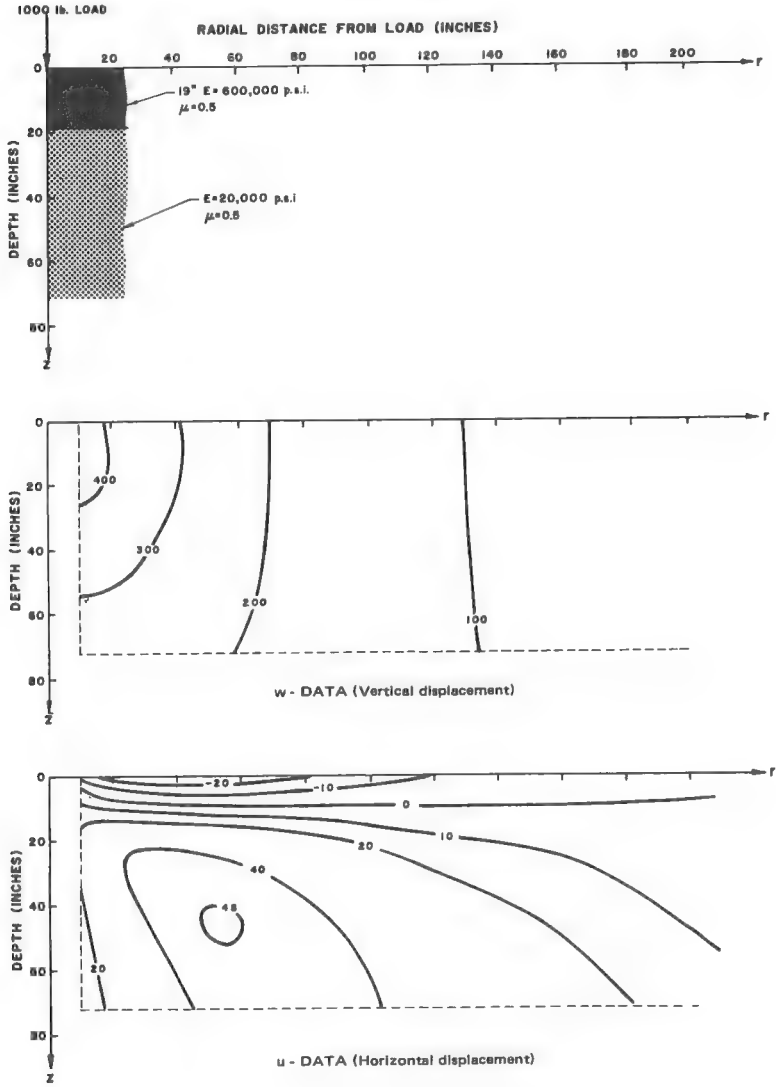 1000 lb. LOAD
RADIAL DISTANCE FROM LOAD (INCHES)
20 40 60 80 100 120 140 160 180 200
r
0
20
40
60
80
DEPTH (INCHES)
z
19" E=600,000 p.s.i.
μ=0.5
E=20,000 p.s.i
μ=0.5
r
0
20
40
60
80
DEPTH (INCHES)
z
400
300
200
100
w - DATA (Vertical displacement)
r
0
20
40
60
80
DEPTH (INCHES)
z
-20
-10
0
10
20
40
48
20
u - DATA (Horizontal displacement)